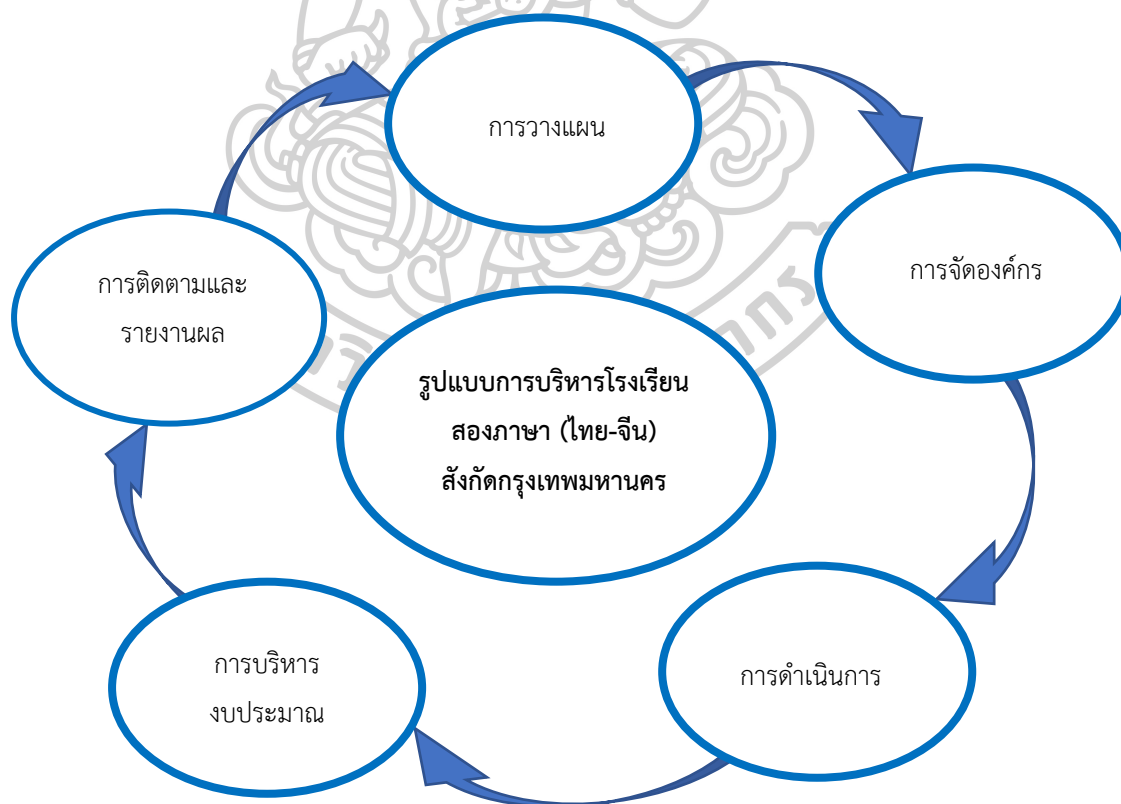 การวางแผน
การจัดองค์กร
การติดตามและ
รายงานผล
รูปแบบการบริหารโรงเรียน
สองภาษา (ไทย-จีน)
สังกัดกรุงเทพมหานคร
การบริหาร
งบประมาณ
การดำเนินการ